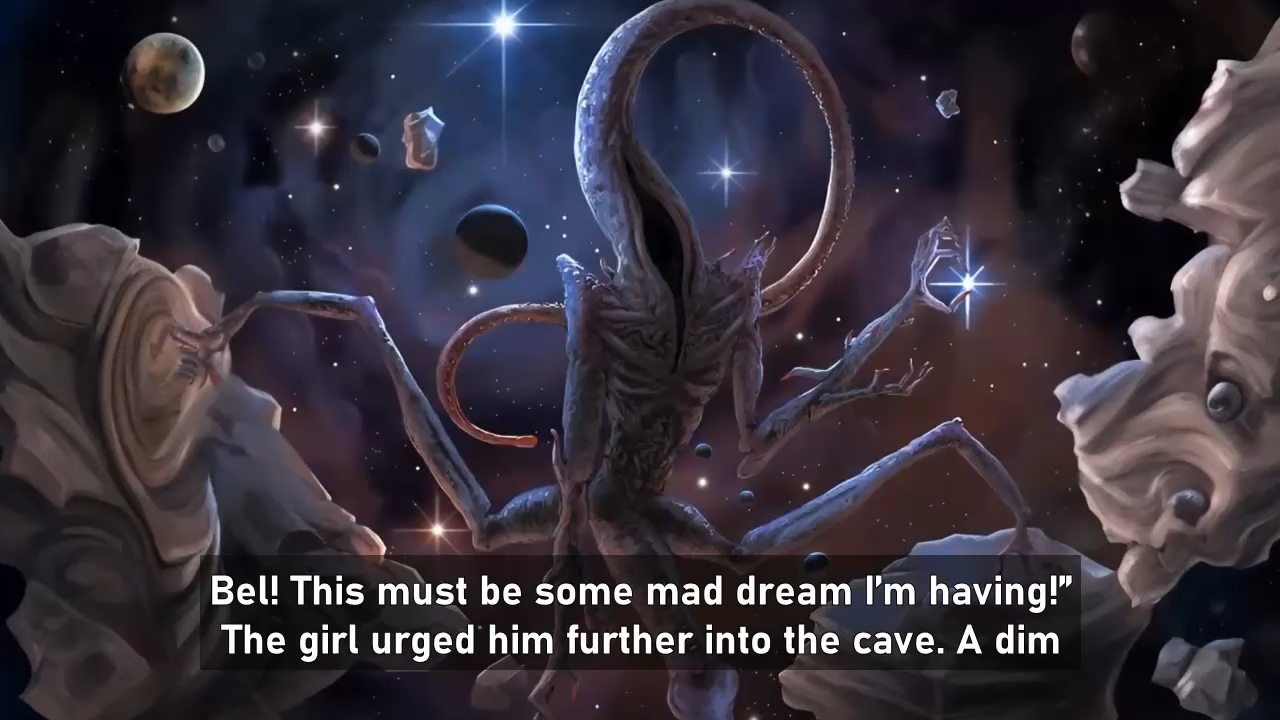 Bel! This must be some mad dream I’m having!”
The girl urged him further into the cave. A dim